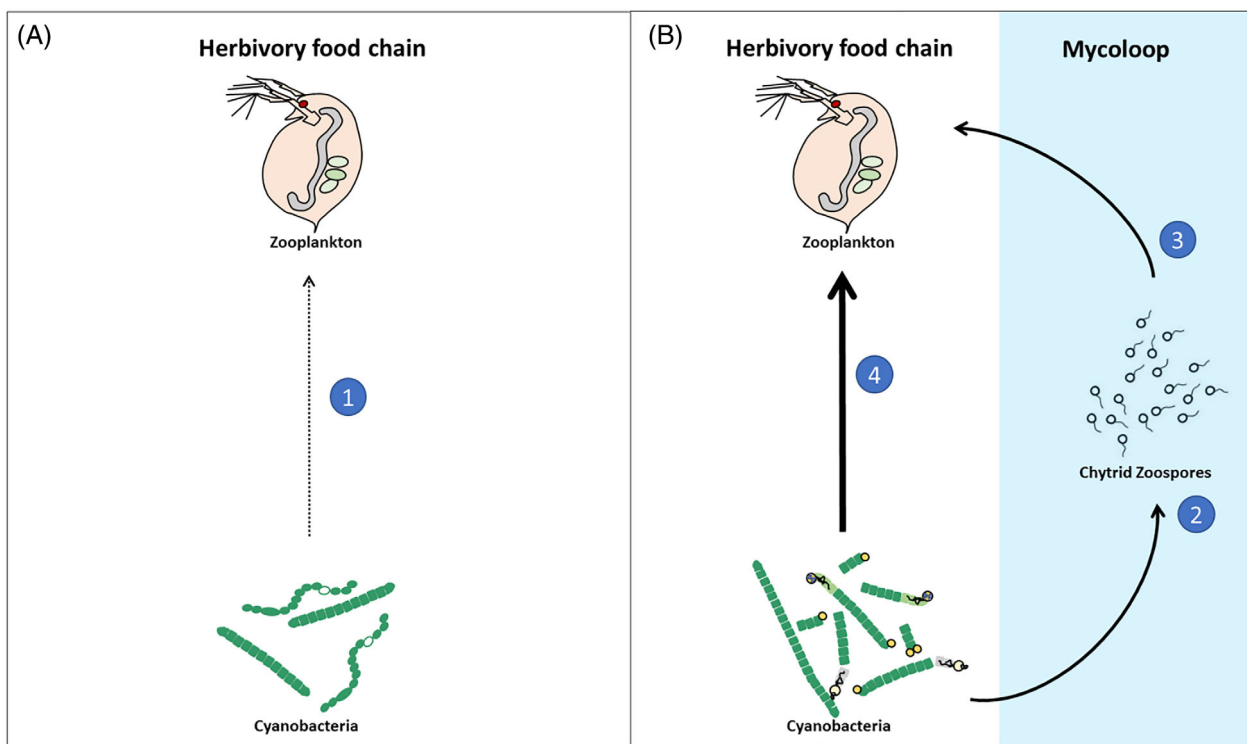 (A)
Herbivory food chain
Zooplankton
1
Cyanobacteria
(B)
Herbivory food chain
Mycoloop
Zooplankton
3
4
Chytrid Zoospores
2
Cyanobacteria